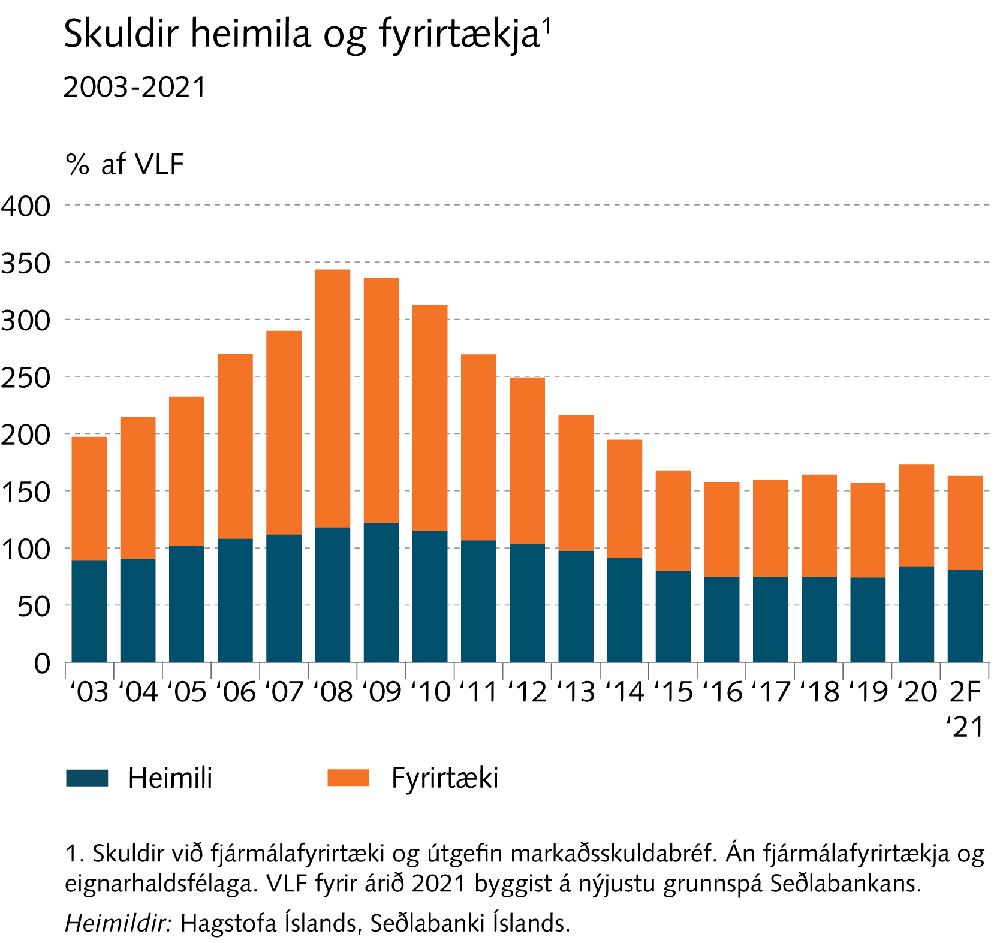 Skuldir heimila og fyrirtækja¹
2003-2021
% af VLF
400
350
300
250
200
150
100
50
0
‘03 ‘04 ‘05 ‘06 ‘07 ‘08 ‘09 ‘10 ‘11 ‘12 ‘13 ‘14 ‘15 ‘16 ‘17 ‘18 ‘19 ‘20 2F
‘21
Heimili Fyrirtæki
1. Skuldir við fjármálafyrirtæki og útgefin markaðsskuldabréf. Án fjármálafyrirtækja og
eignarhaldsfélaga. VLF fyrir árið 2021 byggist á nýjustu grunnspá Seðlabankans.
Heimildir: Hagstofa Íslands, Seðlabanki Íslands.